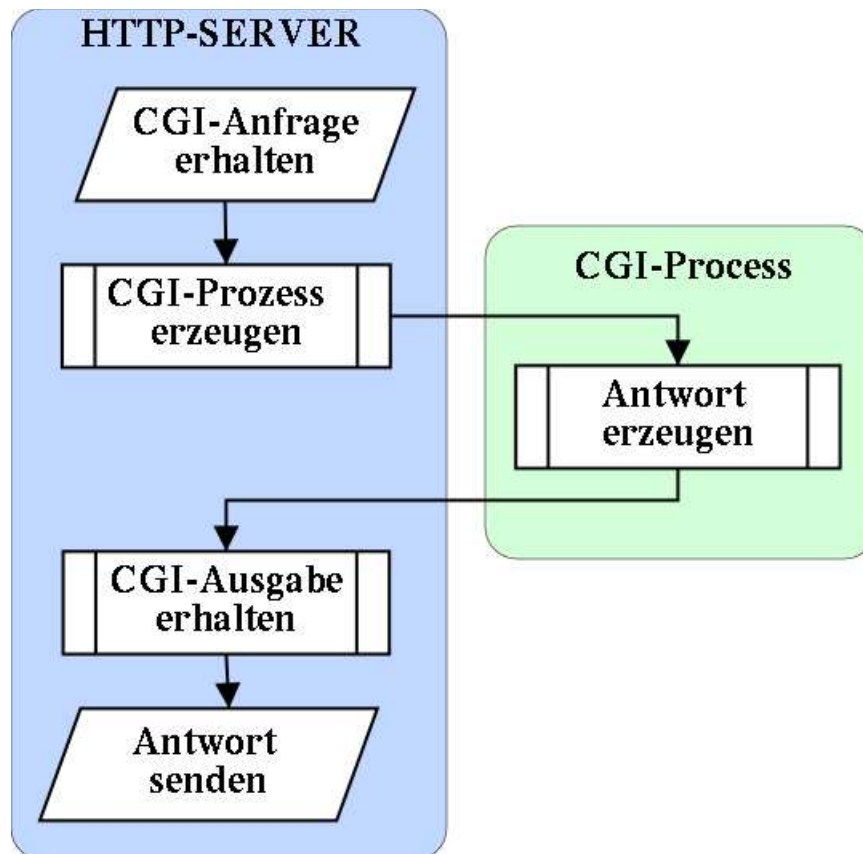 HTTP-SERVER
CGI-Anfrage
erhalten
CGI-Prozess
erzeugen
CGI-Process
Antwort
erzeugen
CGI-Ausgabe
erhalten
Antwort
senden